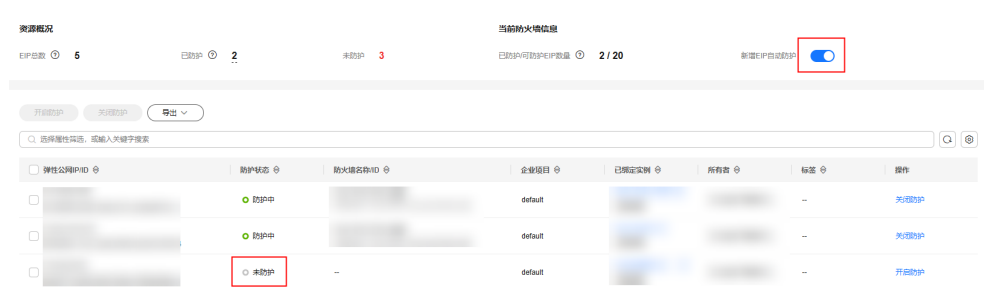 资源概况 当前防火墙信息
EIP总数 5 已防护 2 未防护 3 已防护/可防护EIP数量 2 / 20 新增EIP自动防护
开启防护 关闭防护 导出
选择属性筛选，或输入关键字搜索
弹性公网IP/ID 防护状态 防火墙名称/ID 企业项目 已绑定实例 所有者 标签 操作
防护中 default -- 关闭防护
防护中 default -- 关闭防护
未防护 -- default -- 开启防护